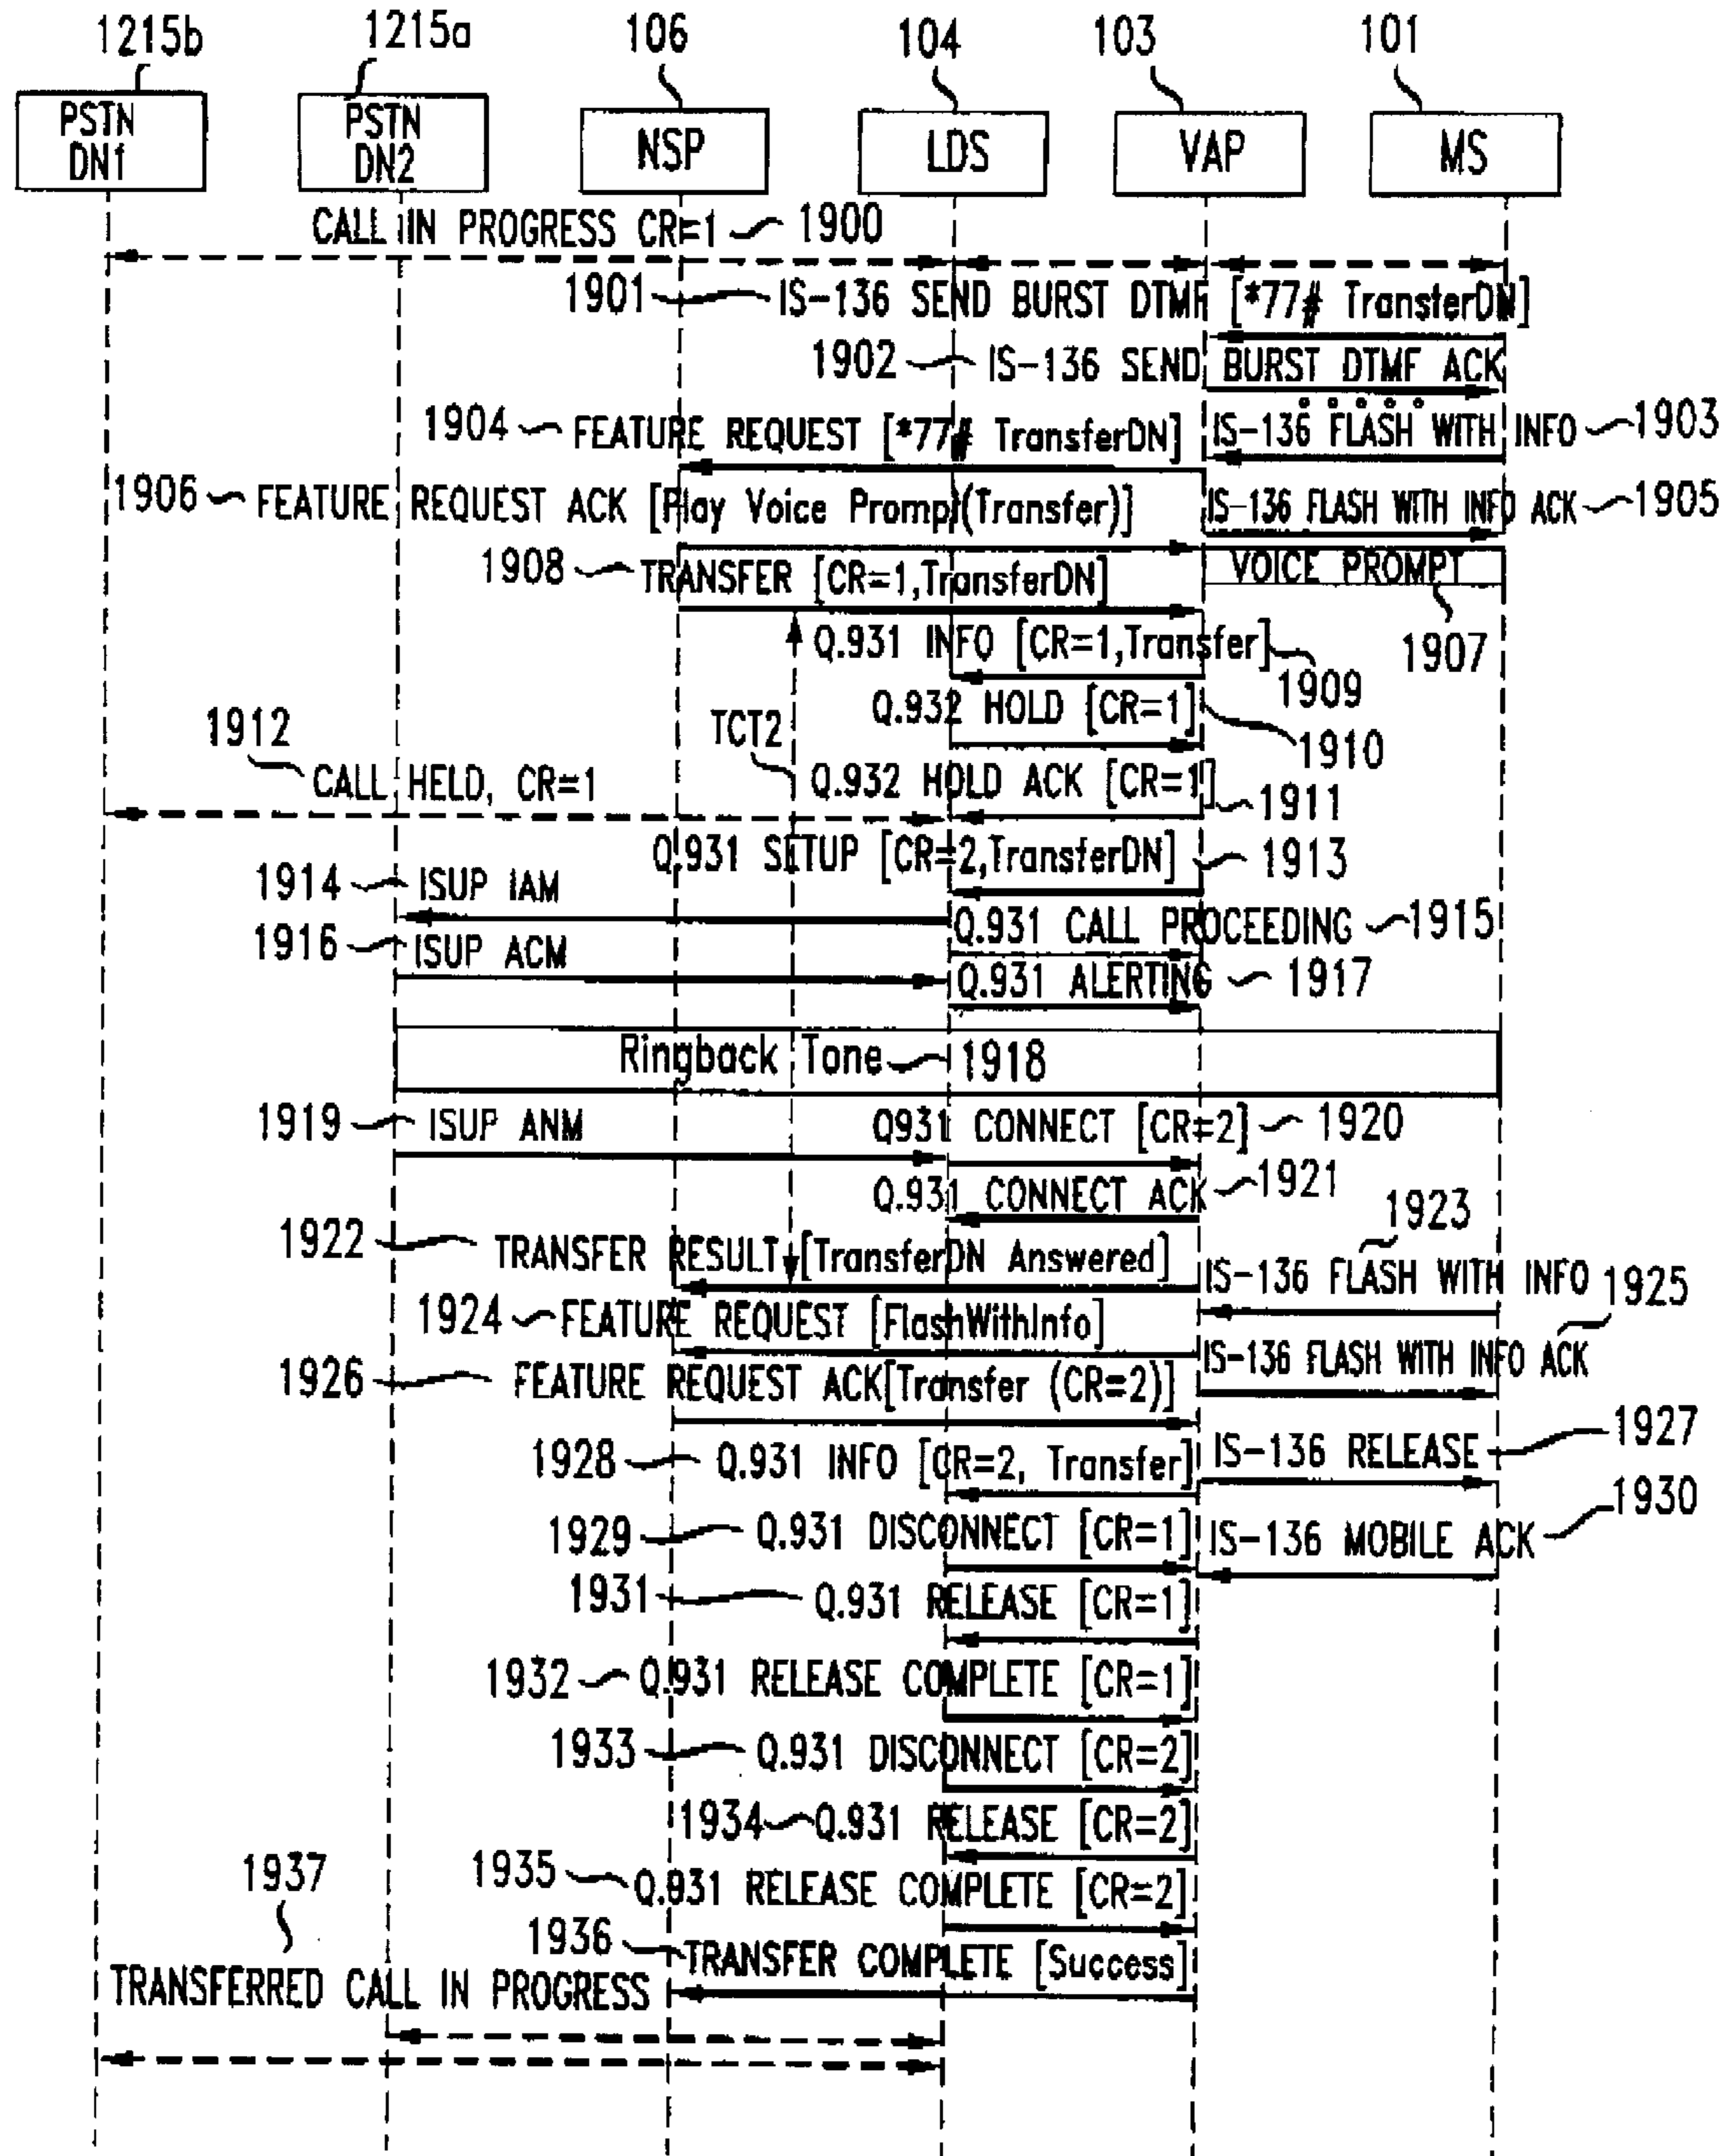 1215b 1215a 106 104 103 101
PSTN DN1
PSTN DN2
NSP
LDS
VAP
MS
CALL IN PROGRESS CR=1 1900
1901 IS-136 SEND BURST DTMF [*77# TransferDN]
1902 IS-136 SEND BURST DTMF ACK
1904 FEATURE REQUEST [*77# TransferDN]
IS-136 FLASH WITH INFO 1903
1906 FEATURE REQUEST ACK [Play Voice Promp(Transfer)]
IS-136 FLASH WITH INFO ACK 1905
1908 TRANSFER [CR=1,TransferDN]
VOICE PROMPT
1907
Q.931 INFO [CR=1,Transfer] 1909
Q.932 HOLD [CR=1]
1910
TCT2
1912
CALL HELD, CR=1
Q.932 HOLD ACK [CR=1]
1911
Q.931 SETUP [CR=2,TransferDN] 1913
1914 ISUP IAM
Q.931 CALL PROCEEDING 1915
1916 ISUP ACM
Q.931 ALERTING 1917
Ringback Tone 1918
1919 ISUP ANM
Q931 CONNECT [CR=2] 1920
Q.931 CONNECT ACK 1921
1922 TRANSFER RESULT [TransferDN Answered]
1923
IS-136 FLASH WITH INFO
1924 FEATURE REQUEST [FlashWithInfo]
1925
IS-136 FLASH WITH INFO ACK
1926 FEATURE REQUEST ACK[Transfer (CR=2)]
IS-136 RELEASE 1927
1928 Q.931 INFO [CR=2, Transfer]
1929 Q.931 DISCONNECT [CR=1]
IS-136 MOBILE ACK 1930
1931 Q.931 RELEASE [CR=1]
1932 Q.931 RELEASE COMPLETE [CR=1]
1933 Q.931 DISCONNECT [CR=2]
1934 Q.931 RELEASE [CR=2]
1935 Q.931 RELEASE COMPLETE [CR=2]
1936 TRANSFER COMPLETE [Success]
1937
TRANSFERRED CALL IN PROGRESS